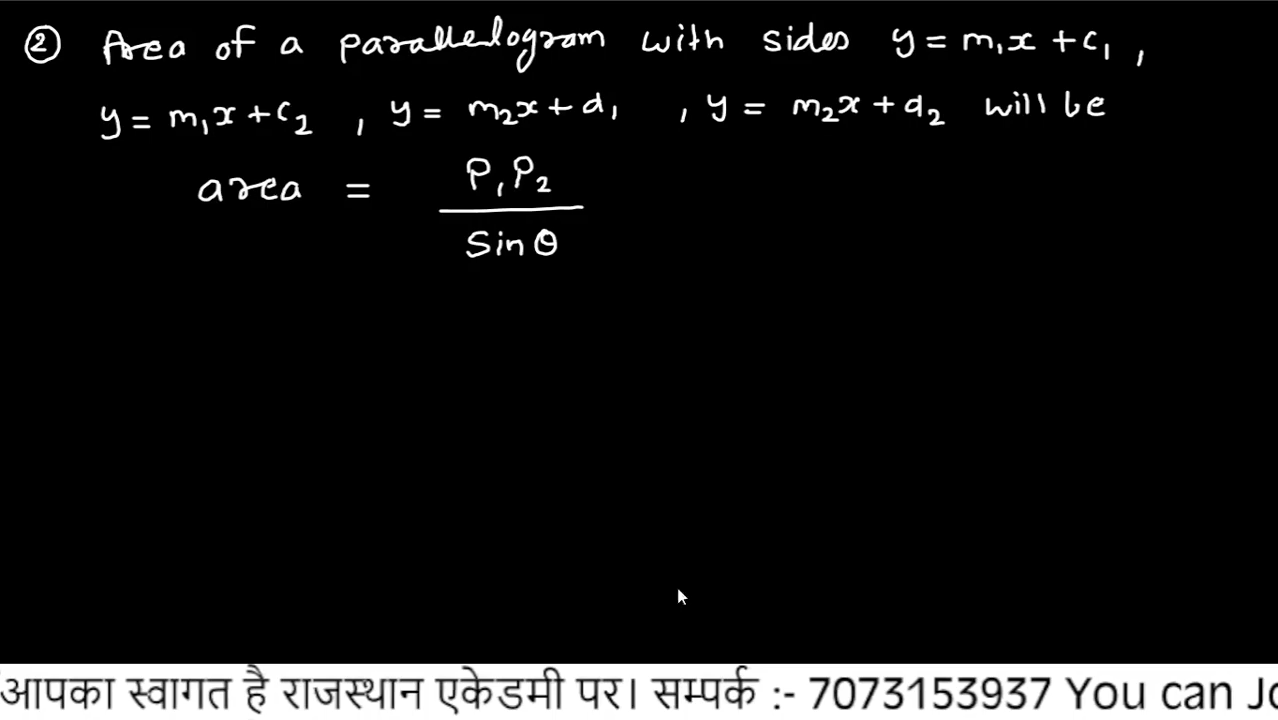 ② Area of a parallelogram with sides y = m₁x + c₁ ,
y = m₁x + c₂ , y = m₂x + d₁ , y = m₂x + d₂ will be
area = P₁P₂ / Sin θ
आपका स्वागत है राजस्थान एकेडमी पर। सम्पर्क :- 7073153937 You can Jo